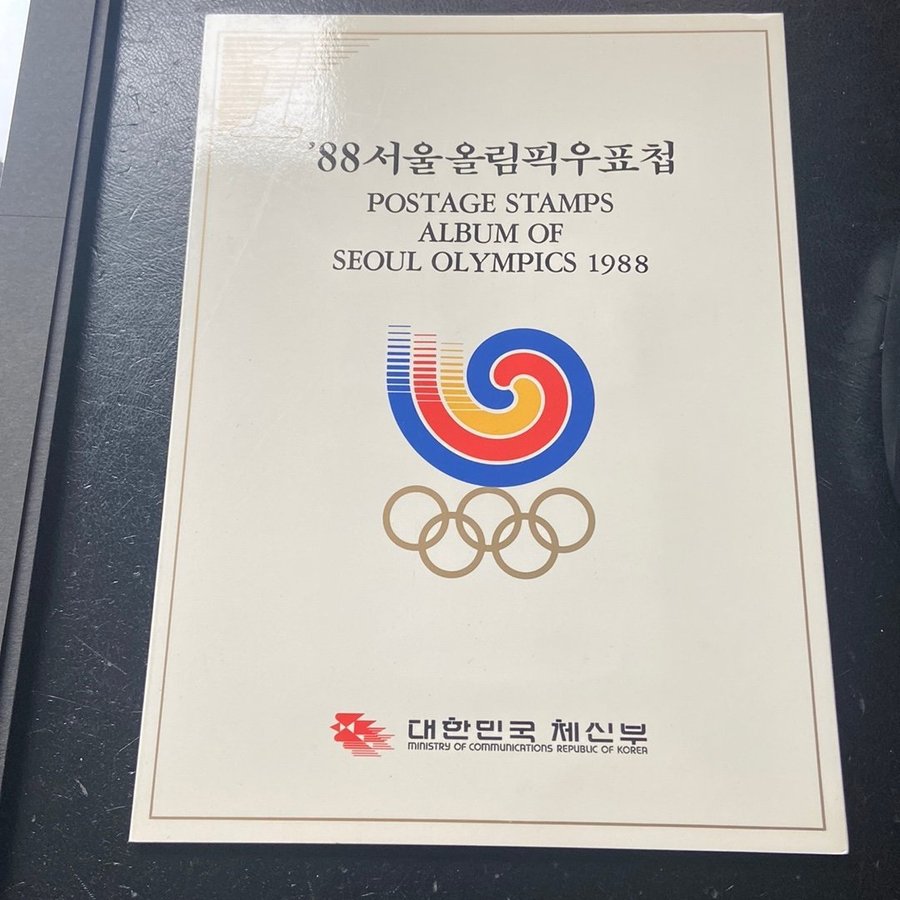 '88서울올림픽우표첩
POSTAGE STAMPS
ALBUM OF
SEOUL OLYMPICS 1988
대한민국 체신부
MINISTRY OF COMMUNICATIONS REPUBLIC OF KOREA